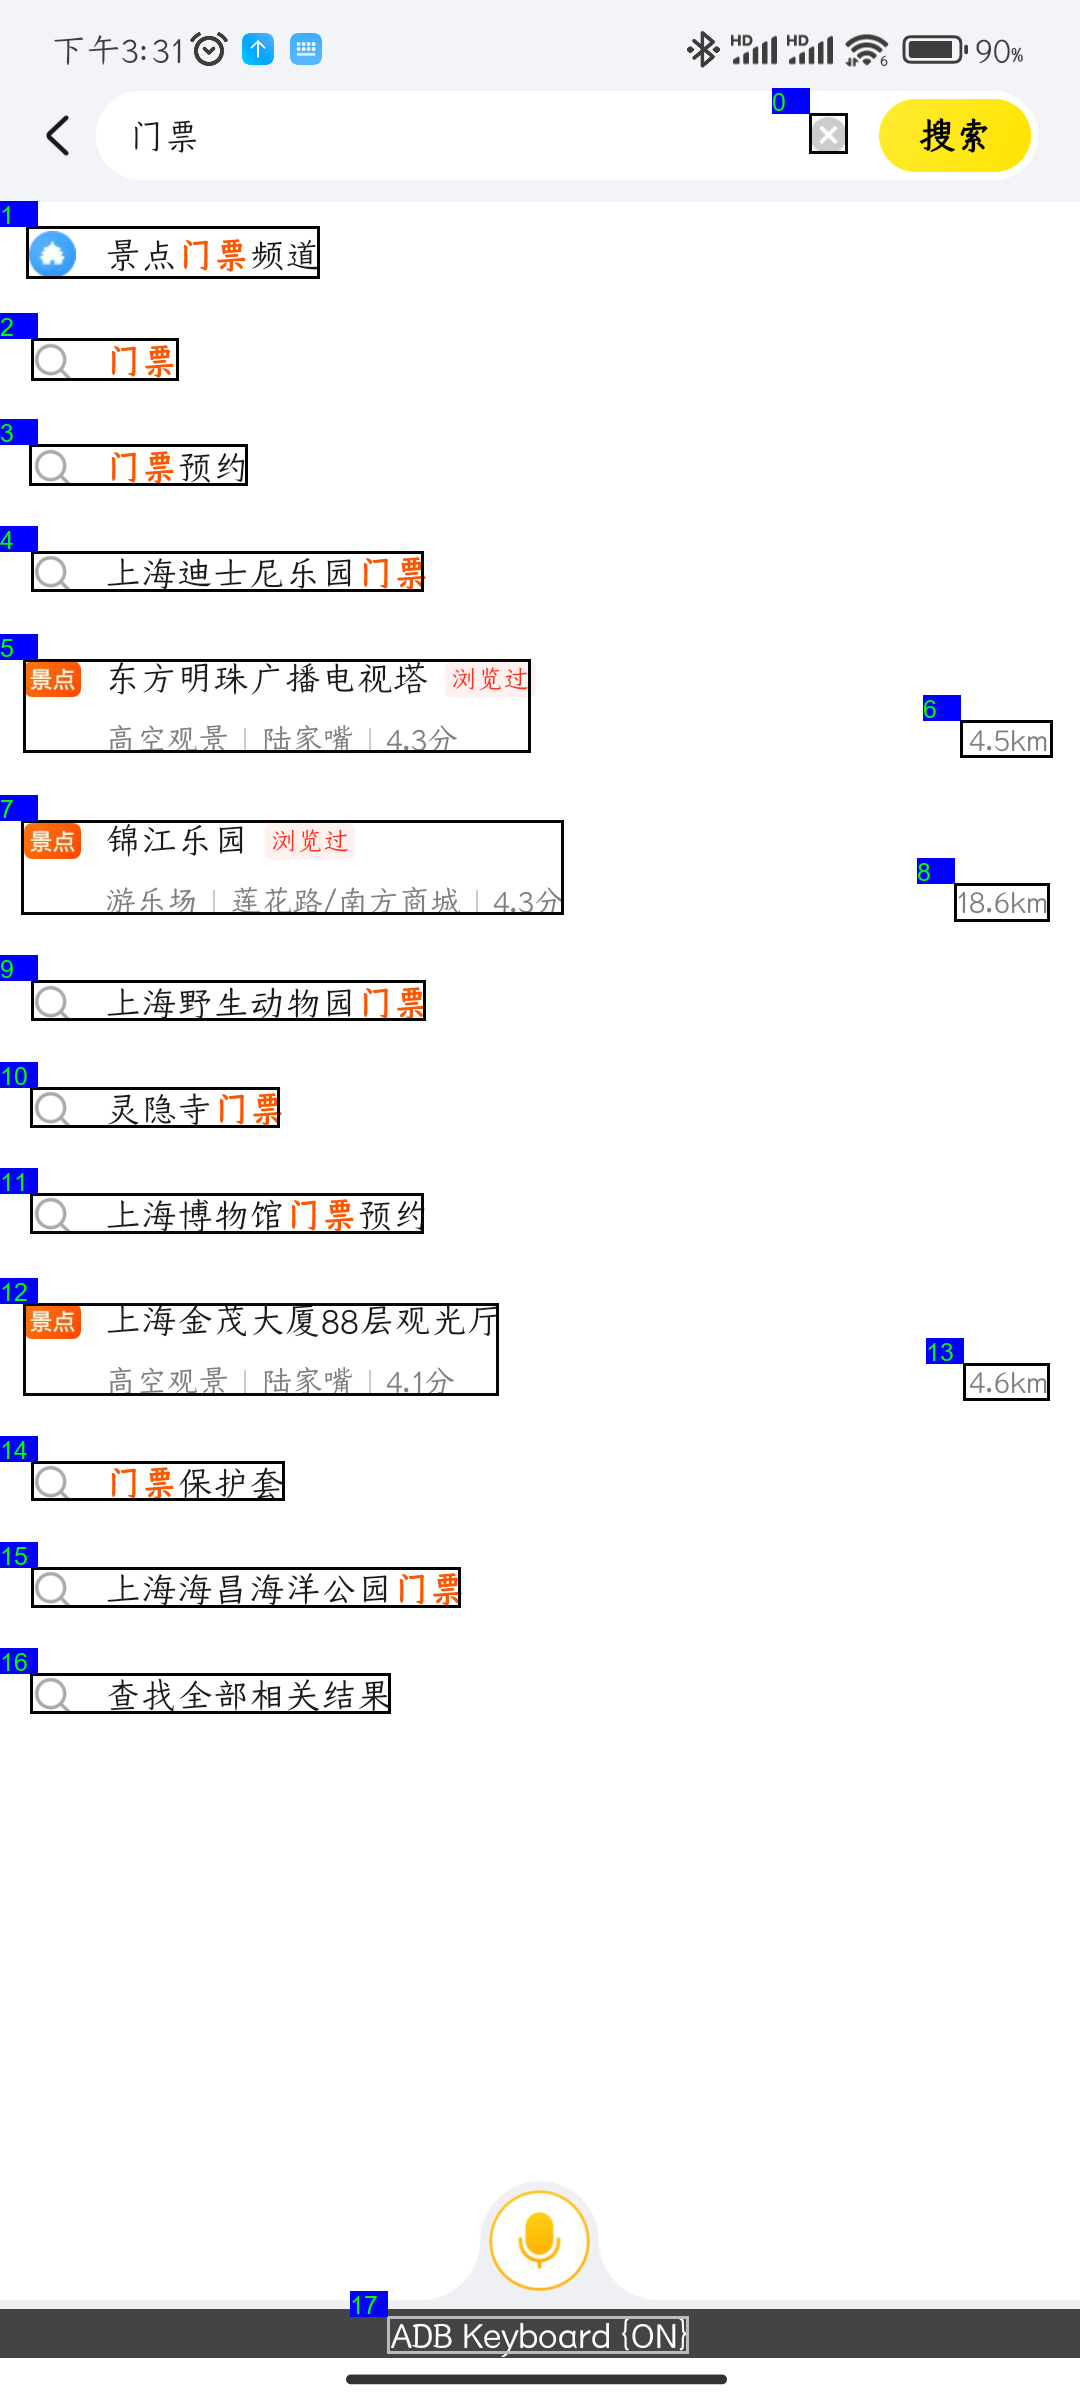 下午3:31 HD HD 6 90%
门票 0 搜索
1
景点门票频道
2
门票
3
门票预约
4
上海迪士尼乐园门票
5
景点 东方明珠广播电视塔 浏览过
6
高空观景 | 陆家嘴 | 4.3分 4.5km
7
景点 锦江乐园 浏览过
8
游乐场 | 莲花路/南方商城 | 4.3分 18.6km
9
上海野生动物园门票
10
灵隐寺门票
11
上海博物馆门票预约
12
景点 上海金茂大厦88层观光厅
13
高空观景 | 陆家嘴 | 4.1分 4.6km
14
门票保护套
15
上海海昌海洋公园门票
16
查找全部相关结果
17
ADB Keyboard {ON}